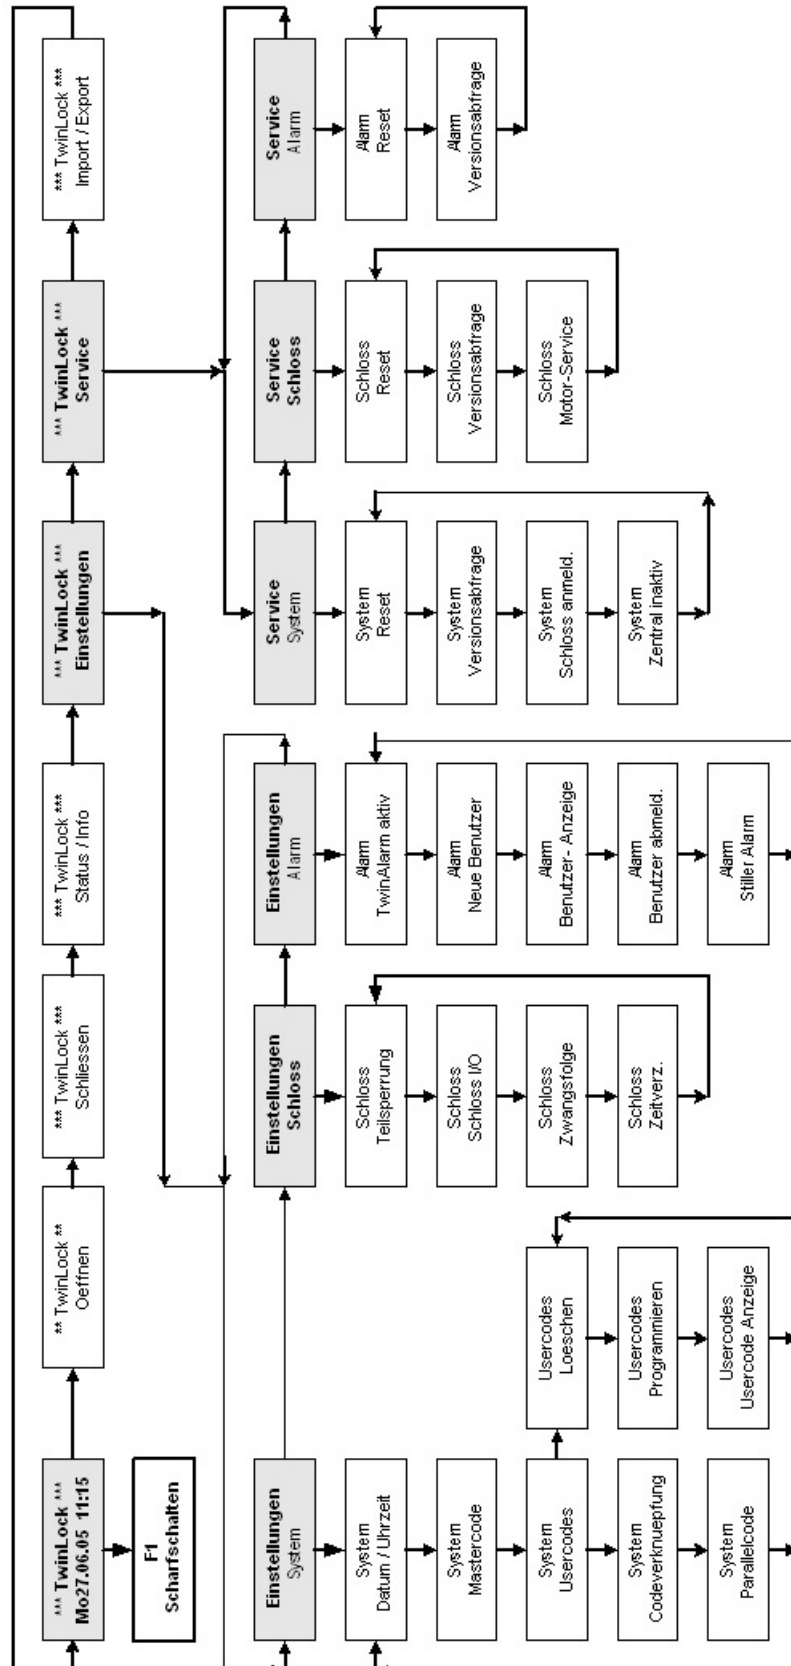 *** TwinLock ***
Mo27.06.05 11:15
** TwinLock **
Oeffnen
*** TwinLock ***
Schliessen
*** TwinLock ***
Status / Info
*** TwinLock ***
Einstellungen
*** TwinLock ***
Service
*** TwinLock ***
Import / Export
F1
Scharfschalten
Einstellungen
System
Einstellungen
Schloss
Einstellungen
Alarm
Service
System
Service
Schloss
Service
Alarm
System
Datum / Uhrzeit
Schloss
Teilsperrung
Alarm
TwinAlarm aktiv
System
Reset
Schloss
Reset
Alarm
Reset
System
Mastercode
Schloss
Schloss I/O
Alarm
Neue Benutzer
System
Versionsabfrage
Schloss
Versionsabfrage
Alarm
Versionsabfrage
System
Usercodes
Usercodes
Loeschen
Schloss
Zwangsfolge
Alarm
Benutzer- Anzeige
System
Schloss anmeld.
Schloss
Motor-Service
System
Codeverknuepfung
Usercodes
Programmieren
Schloss
Zeitverz.
Alarm
Benutzer abmeld.
System
Zentral inaktiv
System
Parallelcode
Usercodes
Usercode Anzeige
Alarm
Stiller Alarm